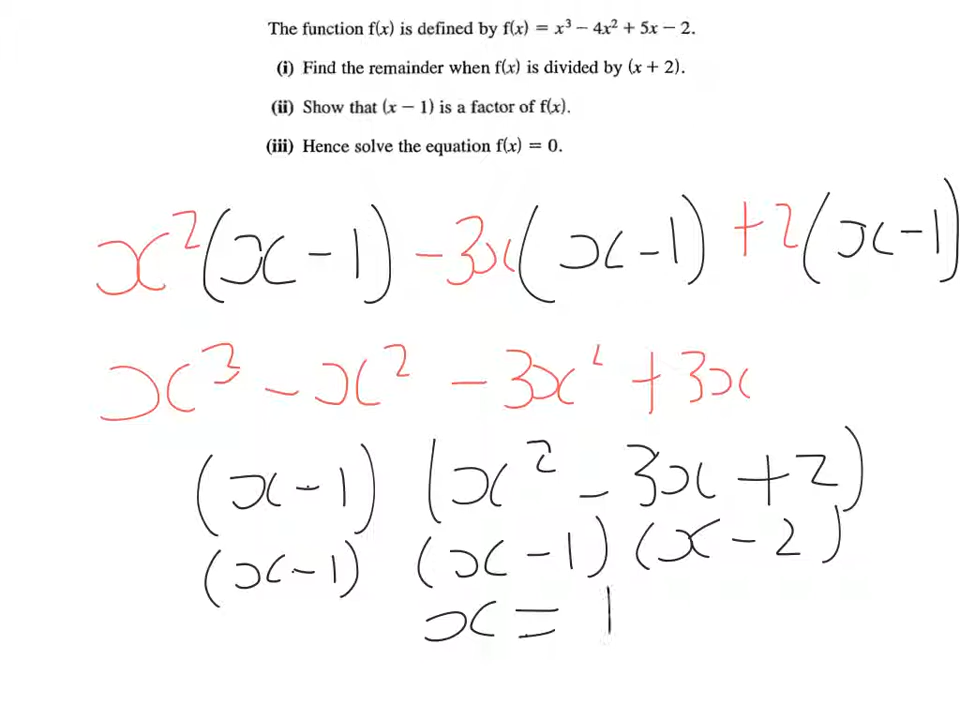 The function f(x) is defined by f(x) = x³ − 4x² + 5x − 2.
(i) Find the remainder when f(x) is divided by (x + 2).
(ii) Show that (x − 1) is a factor of f(x).
(iii) Hence solve the equation f(x) = 0.
x²(x-1) -3x(x-1) +2(x-1)
x³ - x² - 3x² + 3x
(x-1) (x² - 3x + 2)
(x-1) (x-1)(x-2)
x = 1